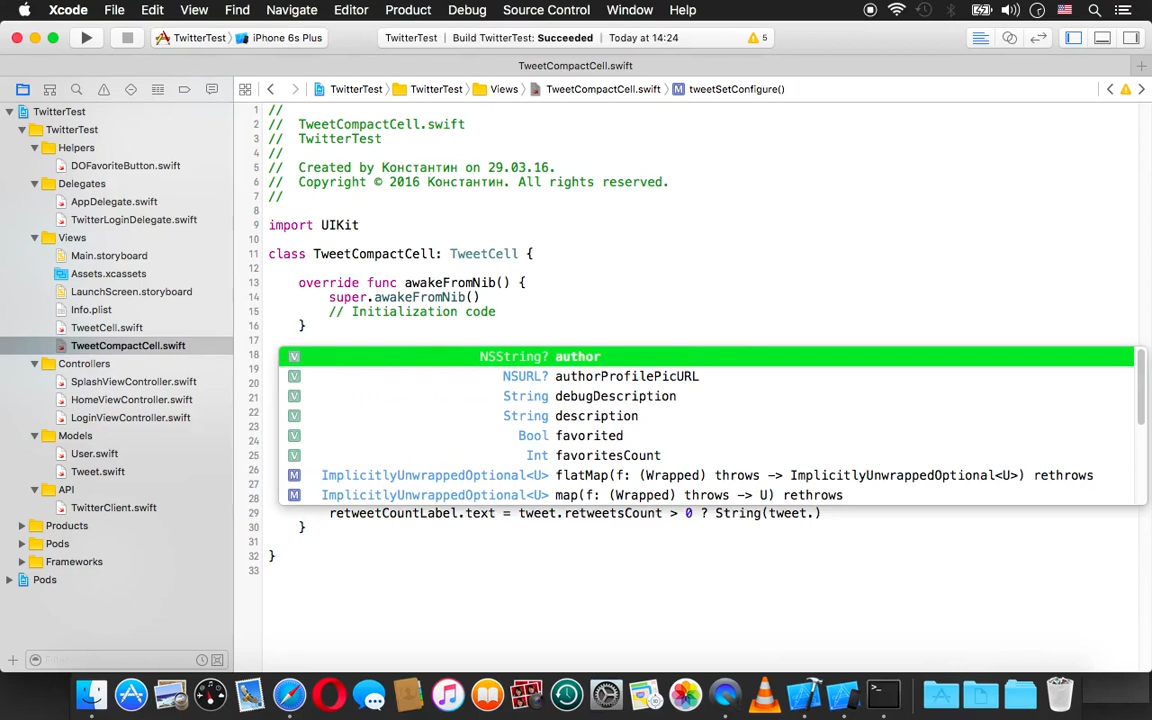 Xcode File Edit View Find Navigate Editor Product Debug Source Control Window Help
TwitterTest iPhone 6s Plus TwitterTest | Build TwitterTest: Succeeded | Today at 14:24 5
TweetCompactCell.swift
TwitterTest TwitterTest Views TweetCompactCell.swift M tweetSetConfigure()
TwitterTest
TwitterTest
Helpers
DOFavoriteButton.swift
Delegates
AppDelegate.swift
TwitterLoginDelegate.swift
Views
Main.storyboard
Assets.xcassets
LaunchScreen.storyboard
Info.plist
TweetCell.swift
TweetCompactCell.swift
Controllers
SplashViewController.swift
HomeViewController.swift
LoginViewController.swift
Models
User.swift
Tweet.swift
API
TwitterClient.swift
Products
Pods
Frameworks
Pods
Filter
1 //
2 // TweetCompactCell.swift
3 // TwitterTest
4 //
5 // Created by Константин on 29.03.16.
6 // Copyright © 2016 Константин. All rights reserved.
7 //
8
9 import UIKit
10
11 class TweetCompactCell: TweetCell {
12
13 override func awakeFromNib() {
14 super.awakeFromNib()
15 // Initialization code
16 }
17
18
19
20
21
22
23
24
25
26
27
28
29 retweetCountLabel.text = tweet.retweetsCount > 0 ? String(tweet.)
30 }
31
32 }
33
V NSString? author
V NSURL? authorProfilePicURL
V String debugDescription
V String description
V Bool favorited
V Int favoritesCount
M ImplicitlyUnwrappedOptional<U> flatMap(f: (Wrapped) throws -> ImplicitlyUnwrappedOptional<U>) rethrows
M ImplicitlyUnwrappedOptional<U> map(f: (Wrapped) throws -> U) rethrows